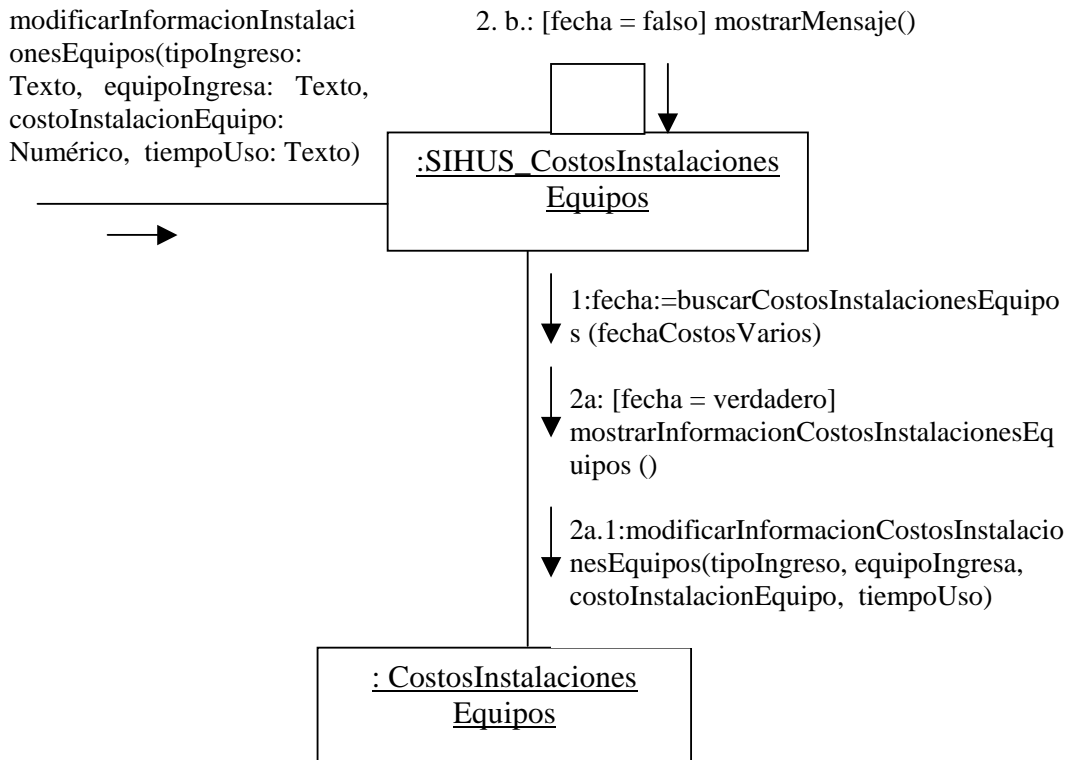 modificarInformacionInstalaci
onesEquipos(tipoIngreso:
Texto, equipoIngresa: Texto,
costoInstalacionEquipo:
Numérico, tiempoUso: Texto)
2. b.: [fecha = falso] mostrarMensaje()
:SIHUS_CostosInstalaciones
Equipos
1:fecha:=buscarCostosInstalacionesEquipo
s (fechaCostosVarios)
2a: [fecha = verdadero]
mostrarInformacionCostosInstalacionesEq
uipos ()
2a.1:modificarInformacionCostosInstalacio
nesEquipos(tipoIngreso, equipoIngresa,
costoInstalacionEquipo, tiempoUso)
: CostosInstalaciones
Equipos